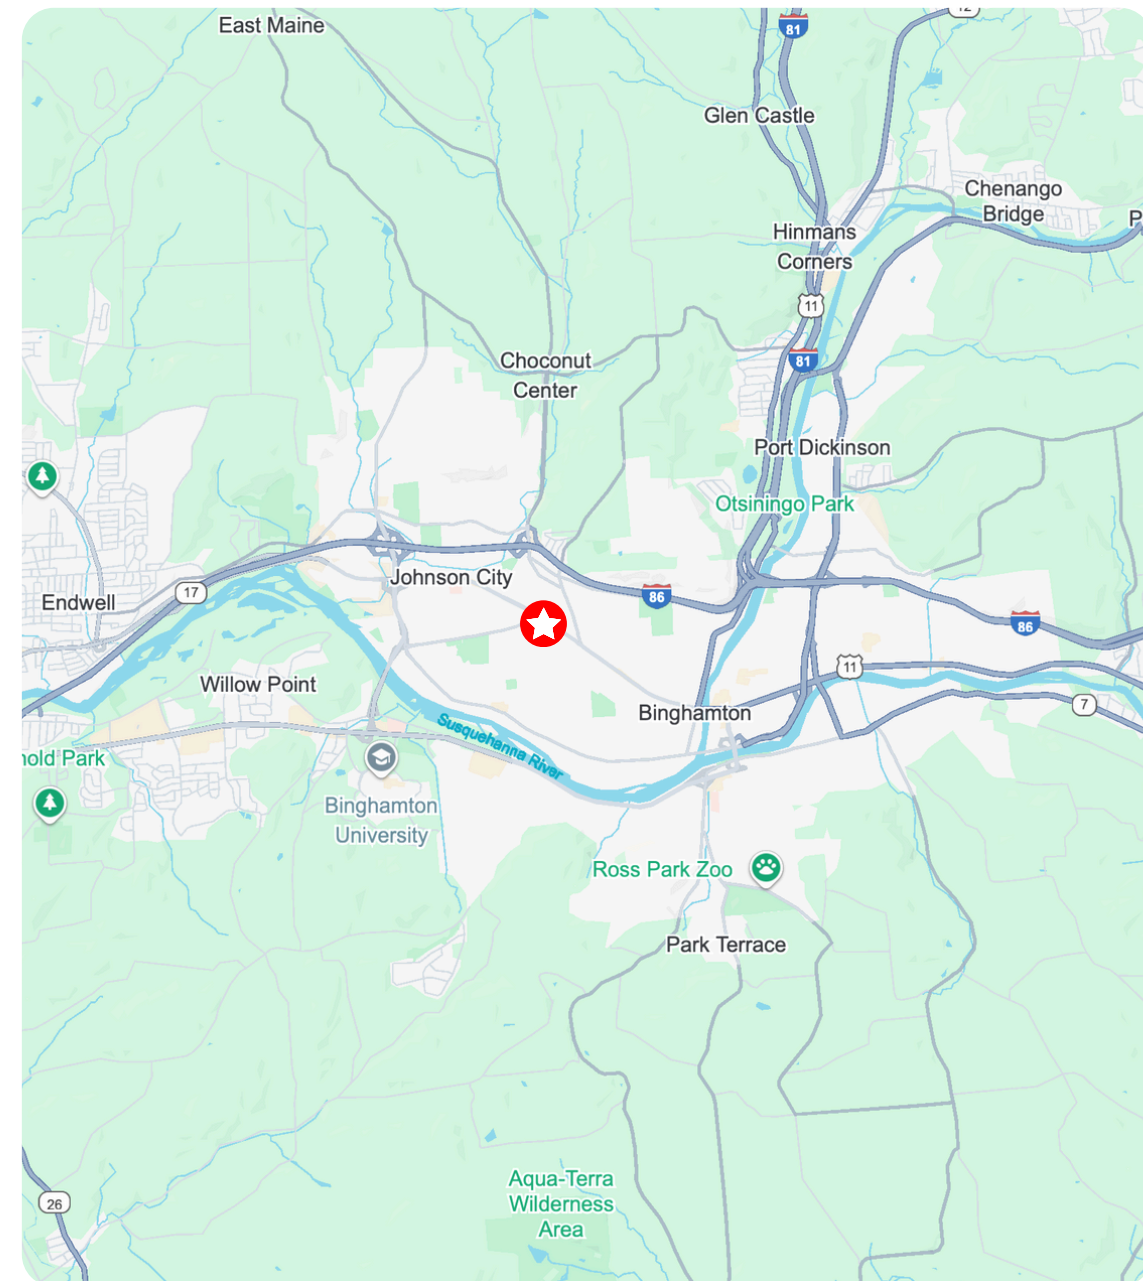 East Maine
12
81
Glen Castle
Chenango
Bridge
P
Hinmans
Corners
11
Choconut
Center
81
Port Dickinson
Otsiningo Park
Johnson City
17
Endwell
86
86
11
Willow Point
Binghamton
7
Susquehanna River
nold Park
Binghamton
University
Ross Park Zoo
Park Terrace
Aqua-Terra
Wilderness
Area
26